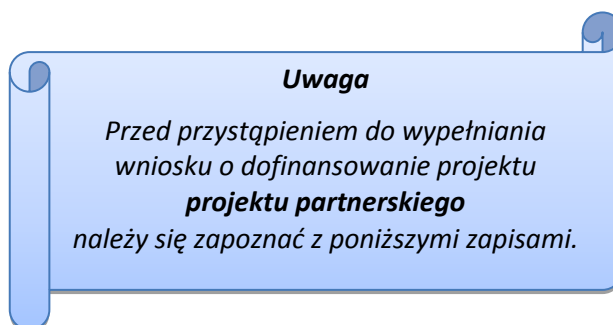 Uwaga
Przed przystąpieniem do wypełniania
wniosku o dofinansowanie projektu
projektu partnerskiego
należy się zapoznać z poniższymi zapisami.